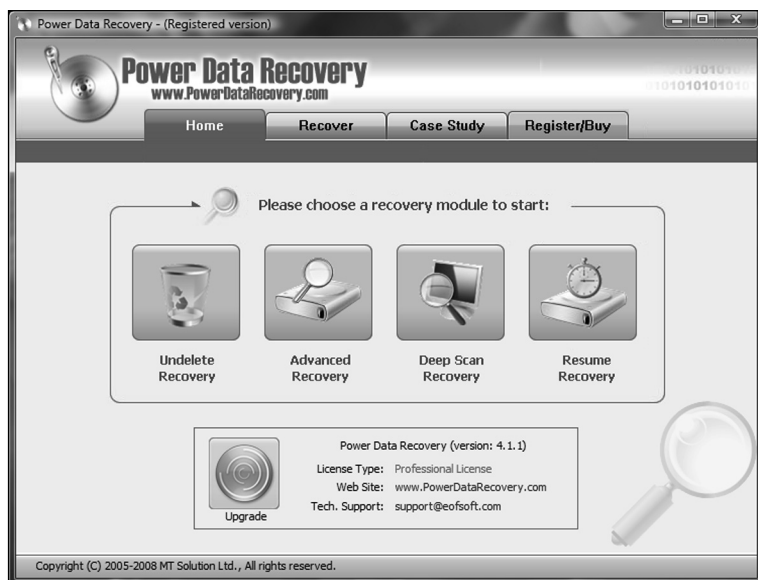 Power Data Recovery - (Registered version)
Power Data Recovery
www.PowerDataRecovery.com
Home Recover Case Study Register/Buy
Please choose a recovery module to start:
Undelete Recovery
Advanced Recovery
Deep Scan Recovery
Resume Recovery
Power Data Recovery (version: 4.1.1)
License Type: Professional License
Web Site: www.PowerDataRecovery.com
Tech. Support: support@eofsoft.com
Upgrade
Copyright (C) 2005-2008 MT Solution Ltd., All rights reserved.